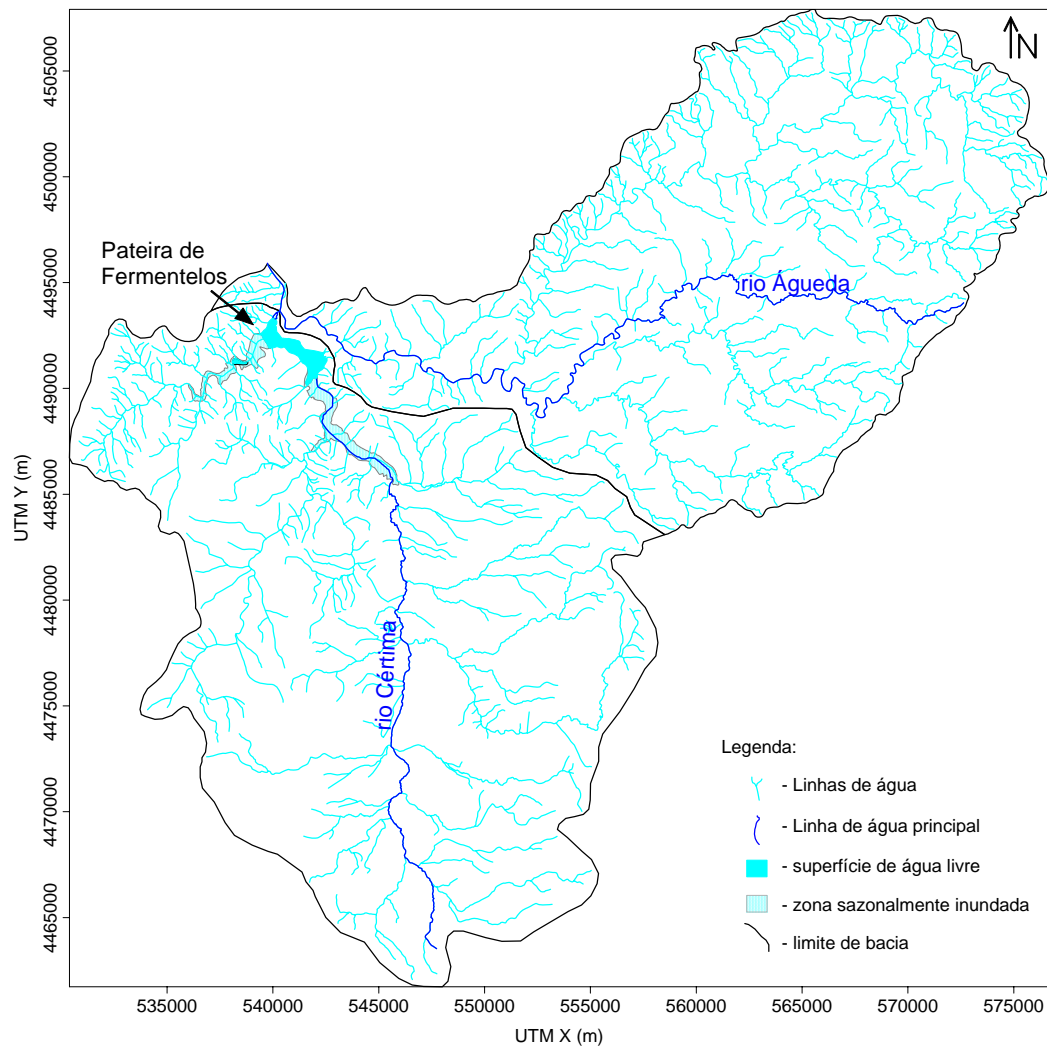 N
4505000
4500000
4495000
4490000
4485000
4480000
4475000
4470000
4465000
UTM Y (m)
Pateira de
Fermentelos
rio Águeda
rio Cértima
Legenda:
- Linhas de água
- Linha de água principal
- superfície de água livre
- zona sazonalmente inundada
- limite de bacia
535000 540000 545000 550000 555000 560000 565000 570000 575000
UTM X (m)